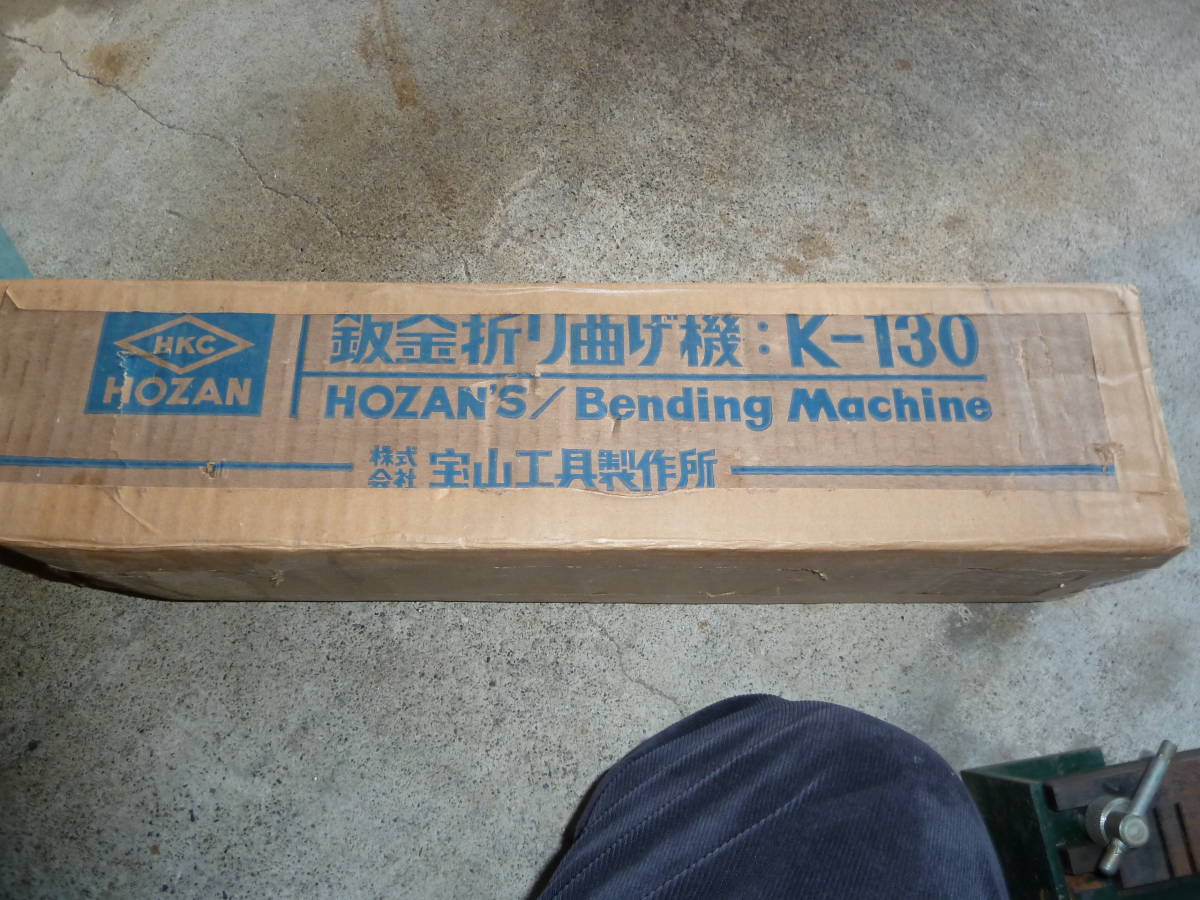 HKC
HOZAN
鈑金折り曲げ機：K-130
HOZAN'S/Bending Machine
株式会社 宝山工具製作所